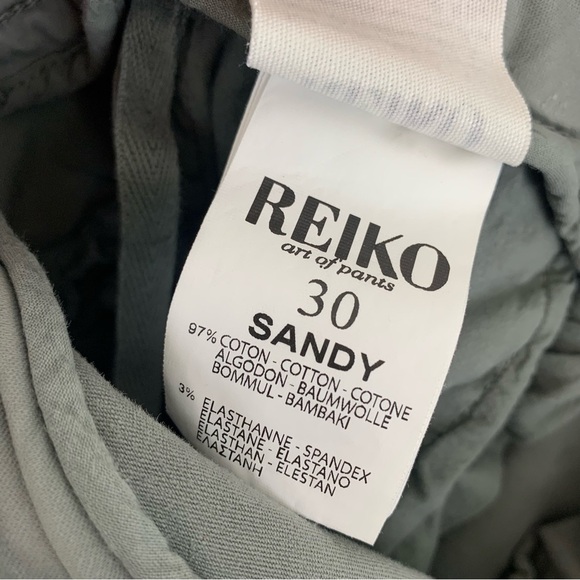 REIKO
art of pants
30
SANDY
97% COTON - COTTON - COTONE
ALGODON - BAUMWOLLE
BOMMUL - BAMBAKI
3% ELASTHANNE - SPANDEX
ELASTANE - ELASTANO
ELASTHAN - ELESTAN
ΕΛΑΣΤΑΝΗ